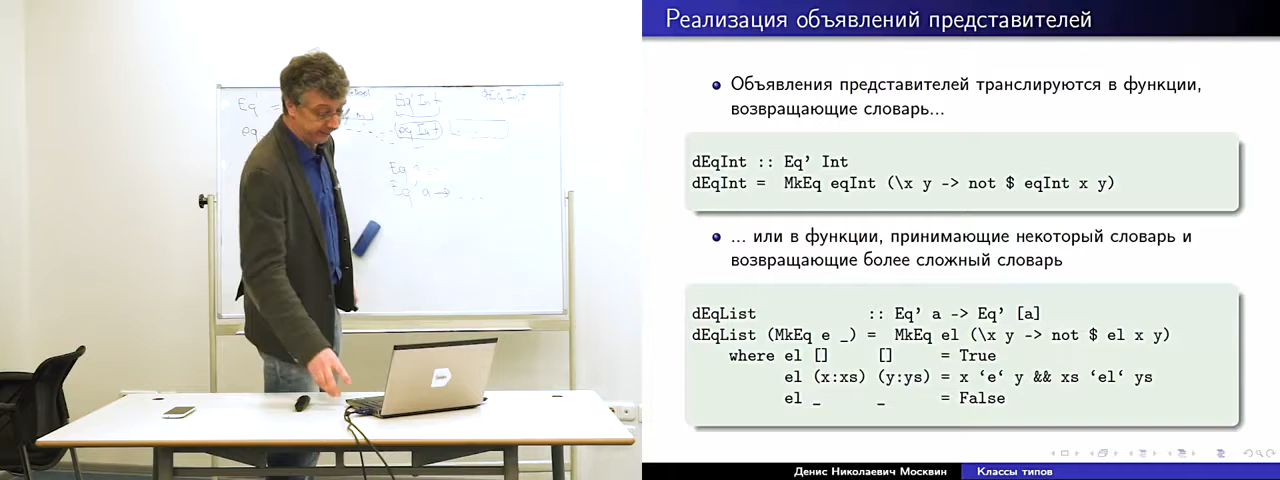 Eq' =
Eq Int
dEqInt
eq
eq Int
Eq
Eq' a → ...
Реализация объявлений представителей
Объявления представителей транслируются в функции,
возвращающие словарь...
dEqInt :: Eq’ Int
dEqInt =  MkEq eqInt (\x y -> not $ eqInt x y)
... или в функции, принимающие некоторый словарь и
возвращающие более сложный словарь
dEqList            :: Eq’ a -> Eq’ [a]
dEqList (MkEq e _) =  MkEq el (\x y -> not $ el x y)
    where el []     []     = True
          el (x:xs) (y:ys) = x ‘e‘ y && xs ‘el‘ ys
          el _      _      = False
Денис Николаевич Москвин
Классы типов